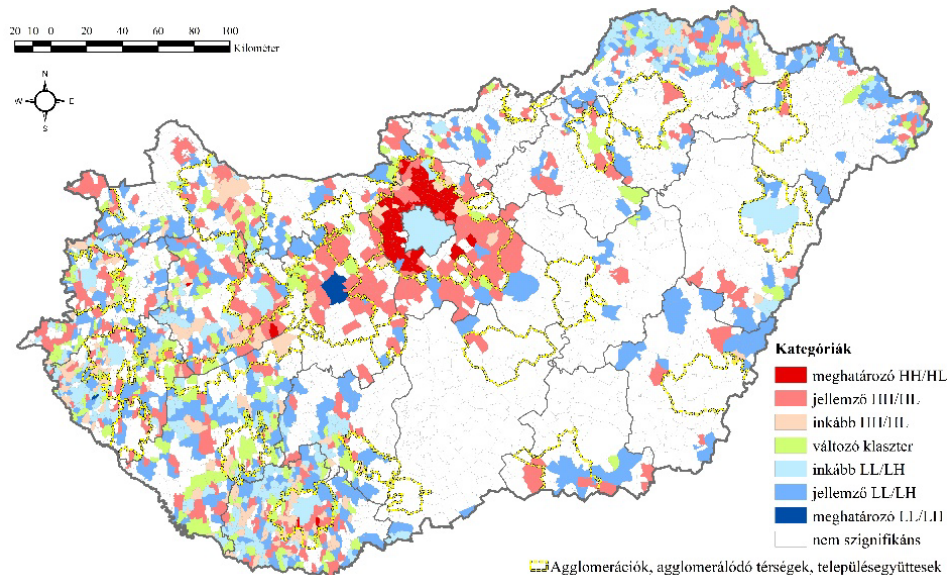 20 10 0 20 40 60 80 100
Kilométer
N
W E
S
Kategóriák
meghatározó HH/HL
jellemző HH/HL
inkább HH/HL
változó klaszter
inkább LL/LH
jellemző LL/LH
meghatározó LL/LH
nem szignifikáns
Agglomerációk, agglomerálódó térségek, településegyüttesek